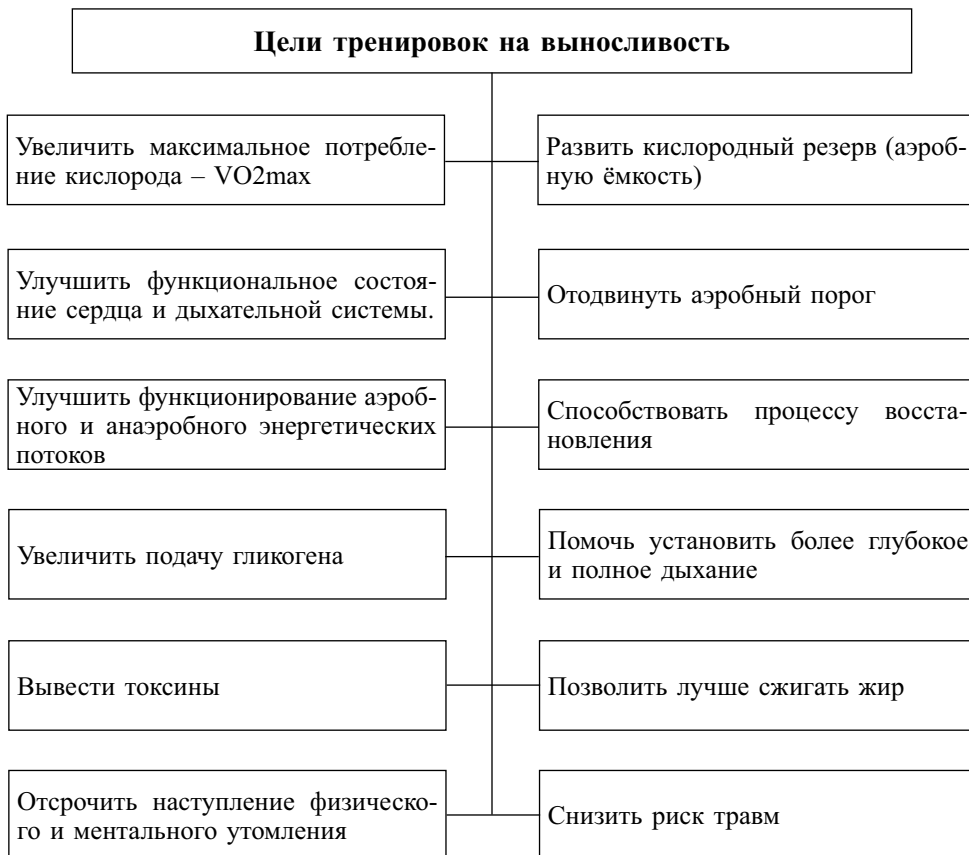 Цели тренировок на выносливость
Увеличить максимальное потребле-
ние кислорода – VO2max
Развить кислородный резерв (аэроб-
ную ёмкость)
Улучшить функциональное состоя-
ние сердца и дыхательной системы.
Отодвинуть аэробный порог
Улучшить функционирование аэроб-
ного и анаэробного энергетических
потоков
Способствовать процессу восста-
новления
Увеличить подачу гликогена
Помочь установить более глубокое
и полное дыхание
Вывести токсины
Позволить лучше сжигать жир
Отсрочить наступление физическо-
го и ментального утомления
Снизить риск травм